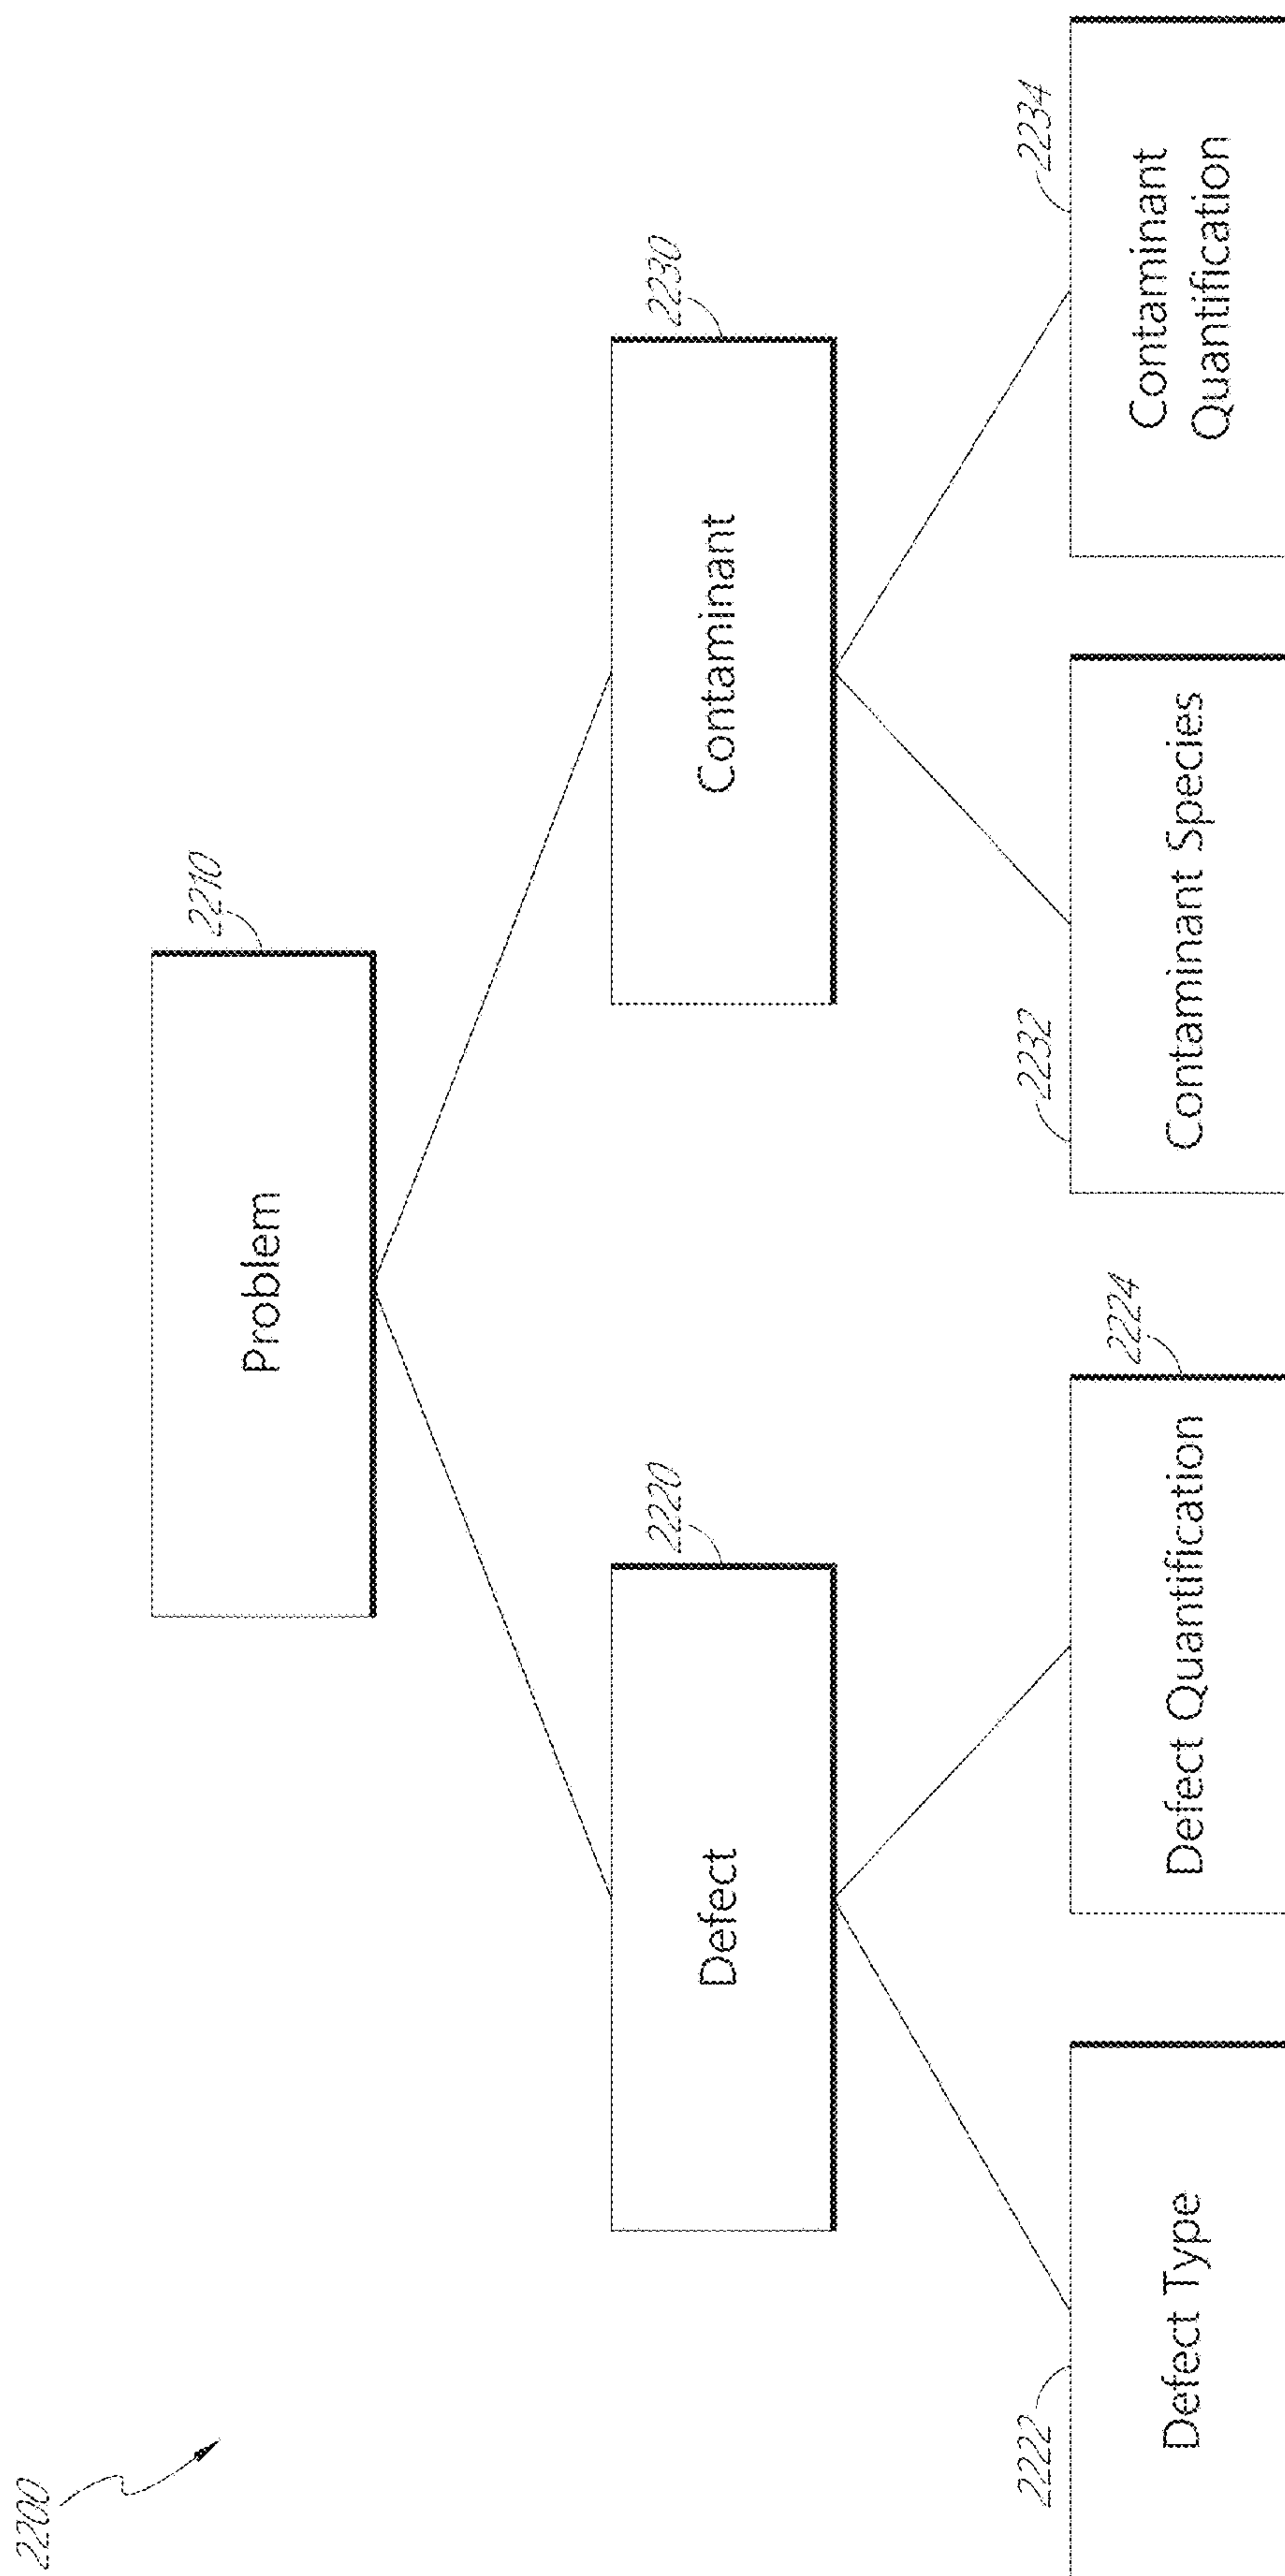 2200
2210
Problem
2220
Defect
2230
Contaminant
2222
Defect Type
2224
Defect Quantification
2232
Contaminant Species
2234
Contaminant
Quantification